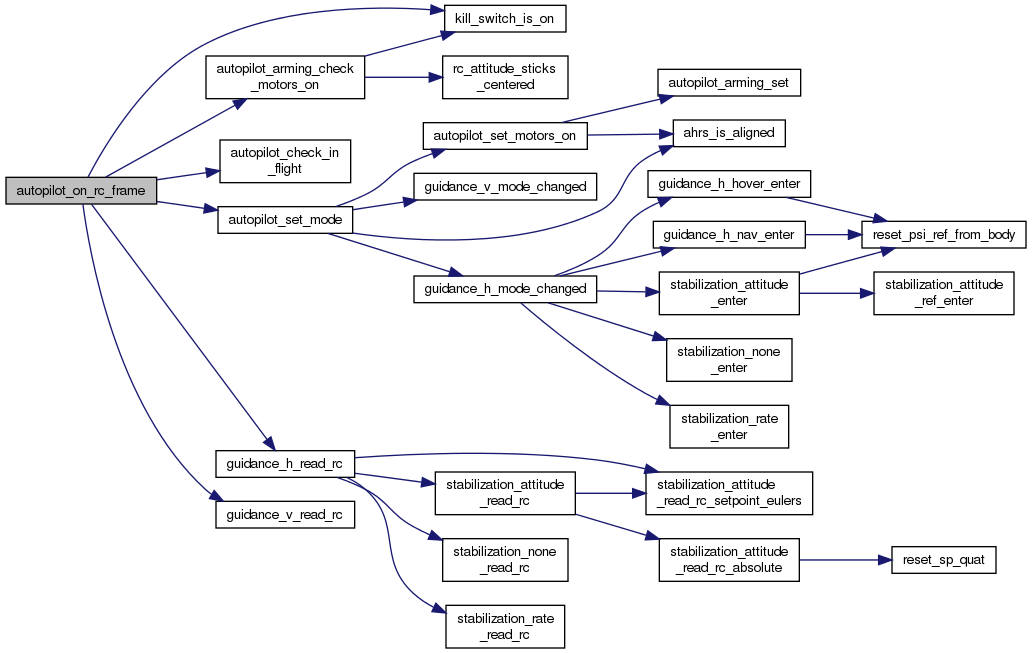 kill_switch_is_on
autopilot_arming_check
_motors_on
rc_attitude_sticks
_centered
autopilot_arming_set
autopilot_set_motors_on
ahrs_is_aligned
autopilot_check_in
_flight
autopilot_on_rc_frame
guidance_v_mode_changed
guidance_h_hover_enter
autopilot_set_mode
guidance_h_nav_enter
reset_psi_ref_from_body
guidance_h_mode_changed
stabilization_attitude
_enter
stabilization_attitude
_ref_enter
stabilization_none
_enter
stabilization_rate
_enter
guidance_h_read_rc
stabilization_attitude
_read_rc
stabilization_attitude
_read_rc_setpoint_eulers
guidance_v_read_rc
stabilization_none
_read_rc
stabilization_attitude
_read_rc_absolute
reset_sp_quat
stabilization_rate
_read_rc